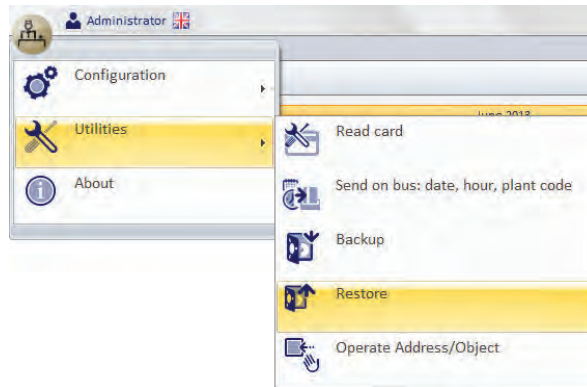 Administrator
Configuration
June 2013
Utilities
Read card
About
Send on bus: date, hour, plant code
Backup
Restore
Operate Address/Object